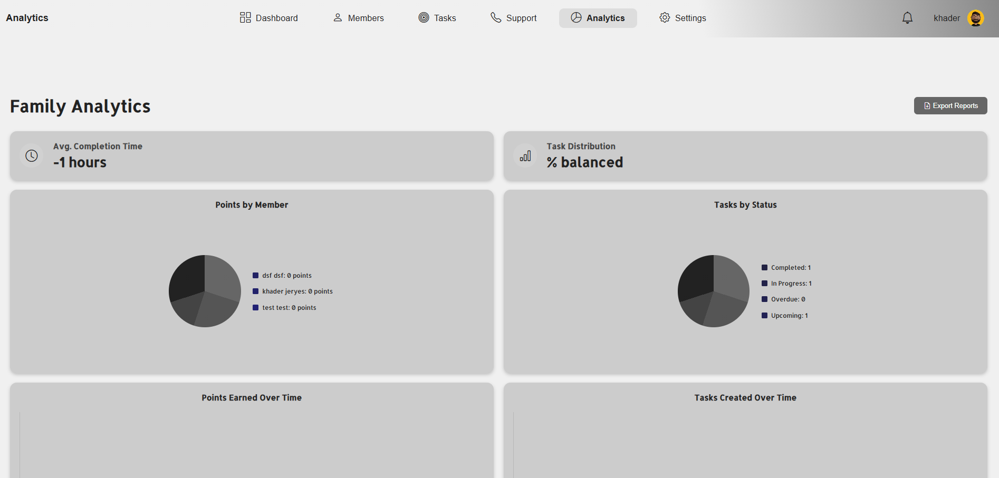 Analytics
Dashboard
Members
Tasks
Support
Analytics
Settings
khader
Family Analytics
Export Reports
Avg. Completion Time
-1 hours
Task Distribution
% balanced
Points by Member
dsf dsf: 0 points
khader jeryes: 0 points
test test: 0 points
Tasks by Status
Completed: 1
In Progress: 1
Overdue: 0
Upcoming: 1
Points Earned Over Time
Tasks Created Over Time